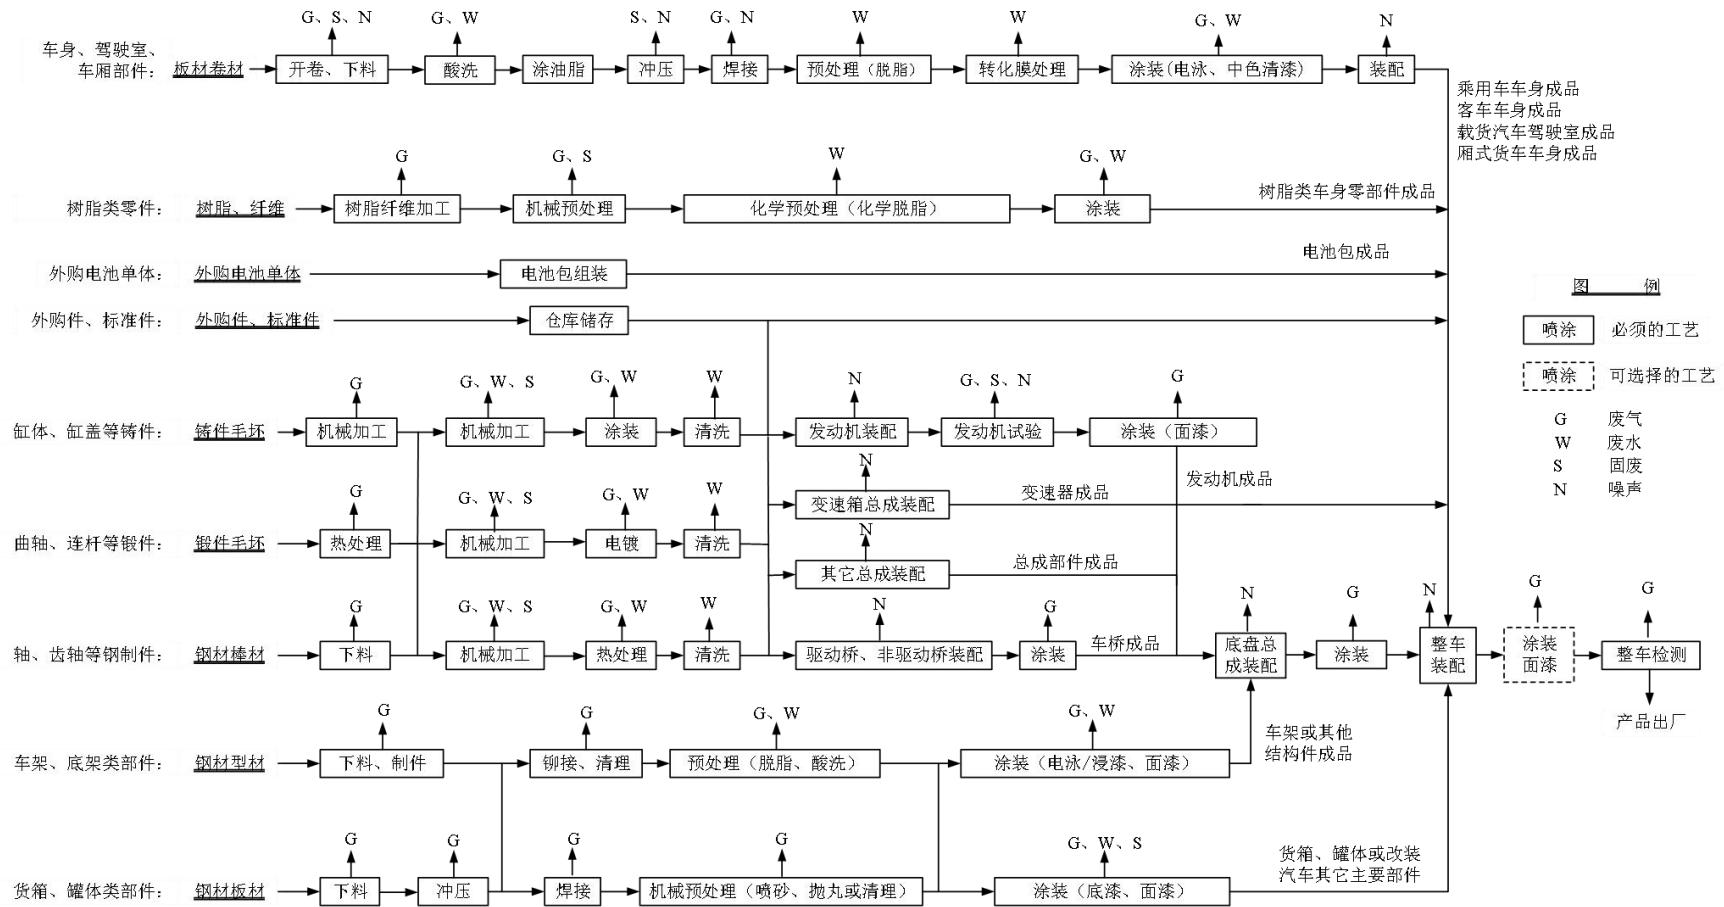 G、S、N
G、W
S、N
G、N
W
W
G、W
N
车身、驾驶室、
车厢部件：
板材卷材
开卷、下料
酸洗
涂油脂
冲压
焊接
预处理（脱脂）
转化膜处理
涂装（电泳、中色清漆）
装配
乘用车车身成品
客车车身成品
载货汽车驾驶室成品
厢式货车车身成品
G
G、S
W
G、W
树脂类零件：
树脂、纤维
树脂纤维加工
机械预处理
化学预处理（化学脱脂）
涂装
树脂类车身零部件成品
外购电池单体：
外购电池单体
电池包组装
电池包成品
外购件、标准件：
外购件、标准件
仓库储存
图 例
喷涂
必须的工艺
喷涂
可选择的工艺
G 废气
W 废水
S 固废
N 噪声
G
G、W、S
G、W
W
N
G、S、N
G
缸体、缸盖等铸件：
铸件毛坯
机械加工
机械加工
涂装
清洗
发动机装配
发动机试验
涂装（面漆）
发动机成品
N
变速箱总成装配
变速器成品
G
G、W、S
G、W
W
曲轴、连杆等锻件：
锻件毛坯
热处理
机械加工
电镀
清洗
N
其它总成装配
总成部件成品
G
G、W、S
G、W
W
N
G
N
G
N
G
G
轴、齿轴等钢制件：
钢材棒材
下料
机械加工
热处理
清洗
驱动桥、非驱动桥装配
涂装
车桥成品
底盘总
成装配
涂装
整车
装配
涂装
面漆
整车检测
产品出厂
G
G
G、W
G、W
车架、底架类部件：
钢材型材
下料、制件
铆接、清理
预处理（脱脂、酸洗）
涂装（电泳/浸漆、面漆）
车架或其他
结构件成品
G
G
G
G
G、W、S
货箱、罐体类部件：
钢材板材
下料
冲压
焊接
机械预处理（喷砂、抛丸或清理）
涂装（底漆、面漆）
货箱、罐体或改装
汽车其它主要部件